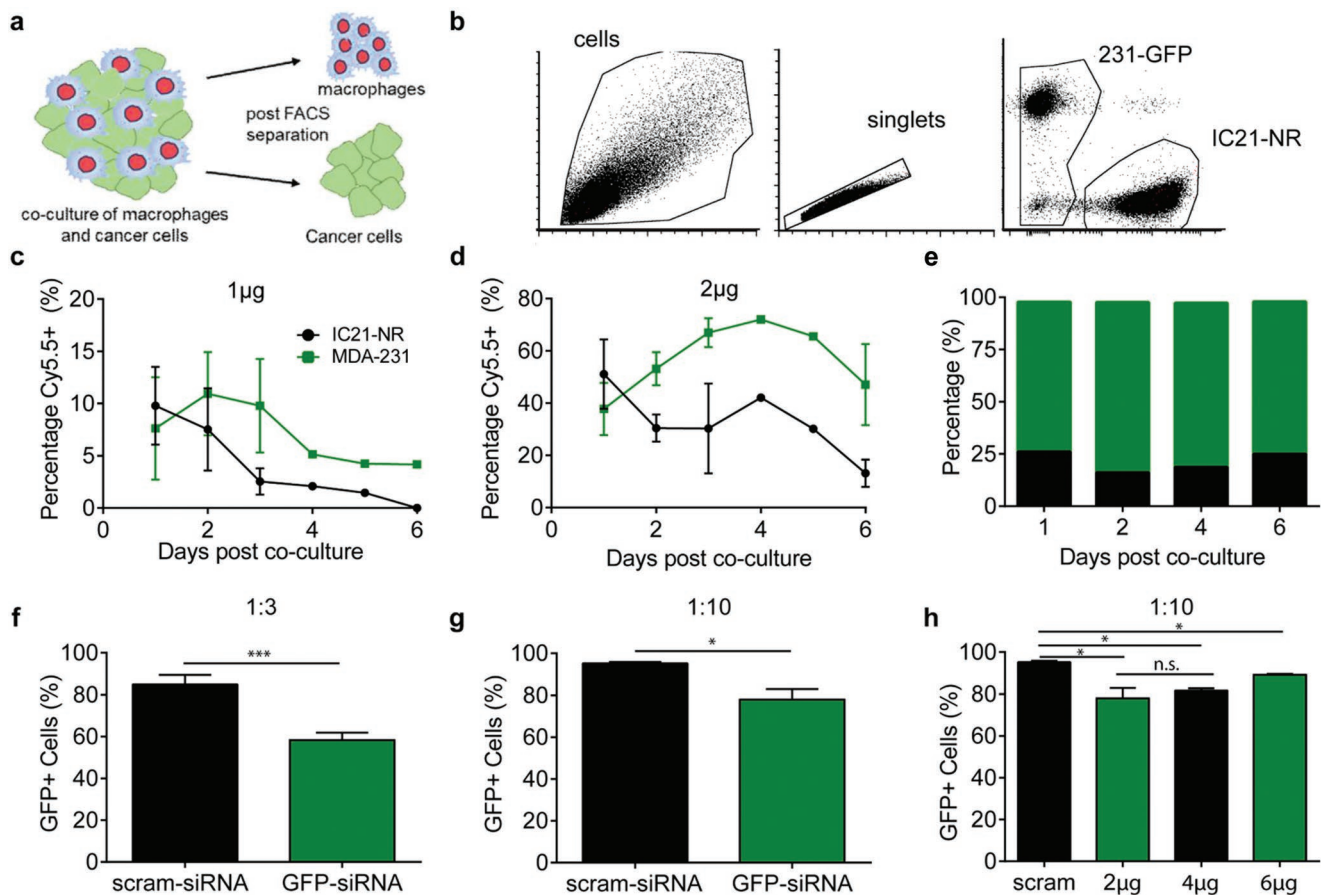 a
macrophages
post FACS
separation
co-culture of macrophages
and cancer cells
Cancer cells
b
cells
singlets
231-GFP
IC21-NR
c
1µg
Percentage Cy5.5+ (%)
20
15
10
5
0
IC21-NR
MDA-231
0 2 4 6
Days post co-culture
d
2µg
Percentage Cy5.5+ (%)
80
60
40
20
0
0 2 4 6
Days post co-culture
e
Percentage (%)
100
75
50
25
0
1 2 4 6
Days post co-culture
f
1:3
GFP+ Cells (%)
100
80
60
40
20
0
***
scram-siRNA GFP-siRNA
g
1:10
GFP+ Cells (%)
100
80
60
40
20
0
*
scram-siRNA GFP-siRNA
h
1:10
GFP+ Cells (%)
100
80
60
40
20
0
*
*
*
n.s.
scram 2µg 4µg 6µg